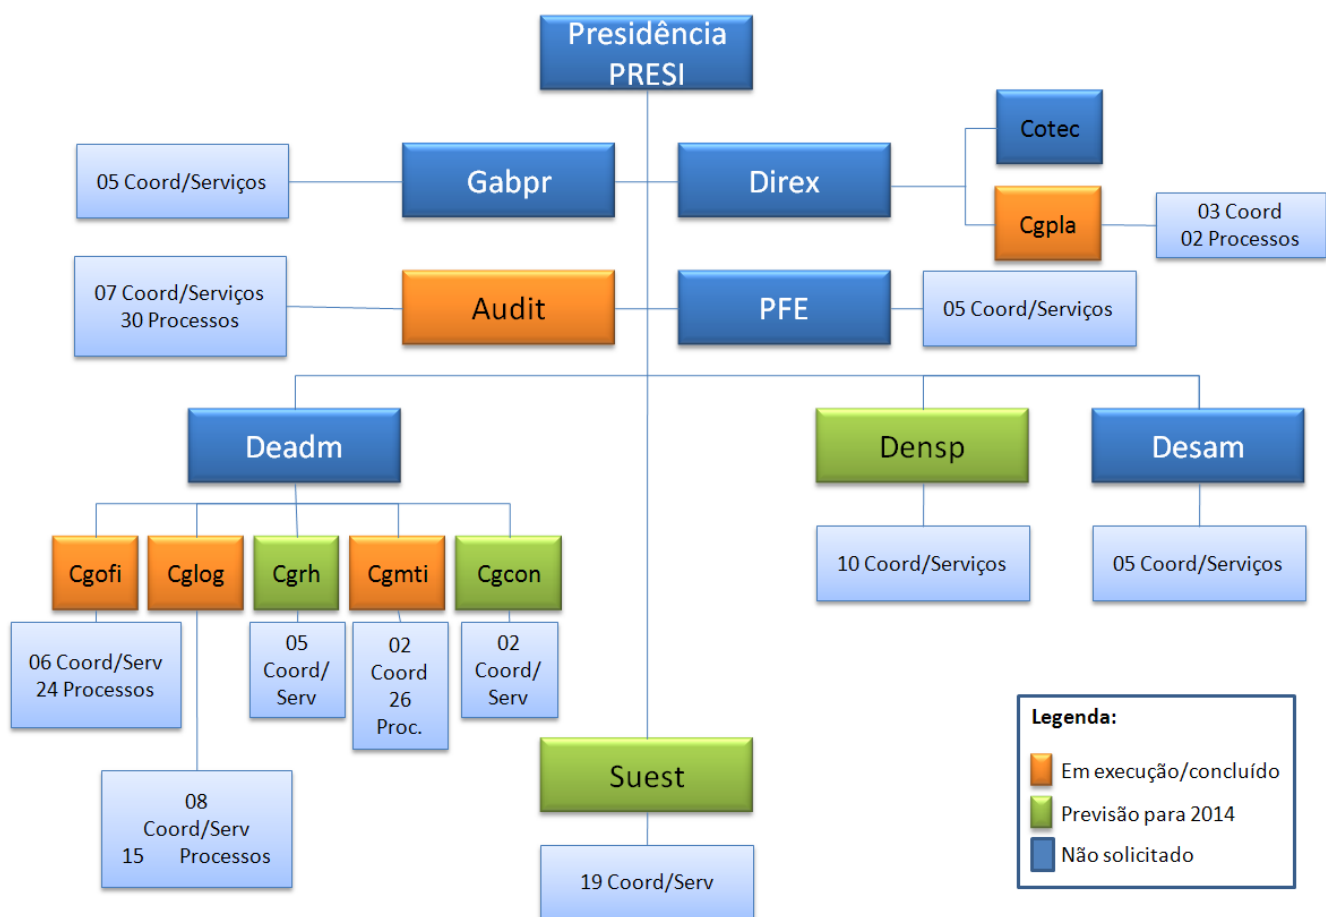 Presidência
PRESI
Cotec
05 Coord/Serviços
Gabpr
Direx
Cgpla
03 Coord
02 Processos
07 Coord/Serviços
30 Processos
Audit
PFE
05 Coord/Serviços
Deadm
Densp
Desam
10 Coord/Serviços
05 Coord/Serviços
Cgofi
Cglog
Cgrh
Cgmti
Cgcon
06 Coord/Serv
24 Processos
05
Coord/
Serv
02
Coord
26
Proc.
02
Coord/
Serv
08
Coord/Serv
15 Processos
Suest
19 Coord/Serv
Legenda:
Em execução/concluído
Previsão para 2014
Não solicitado